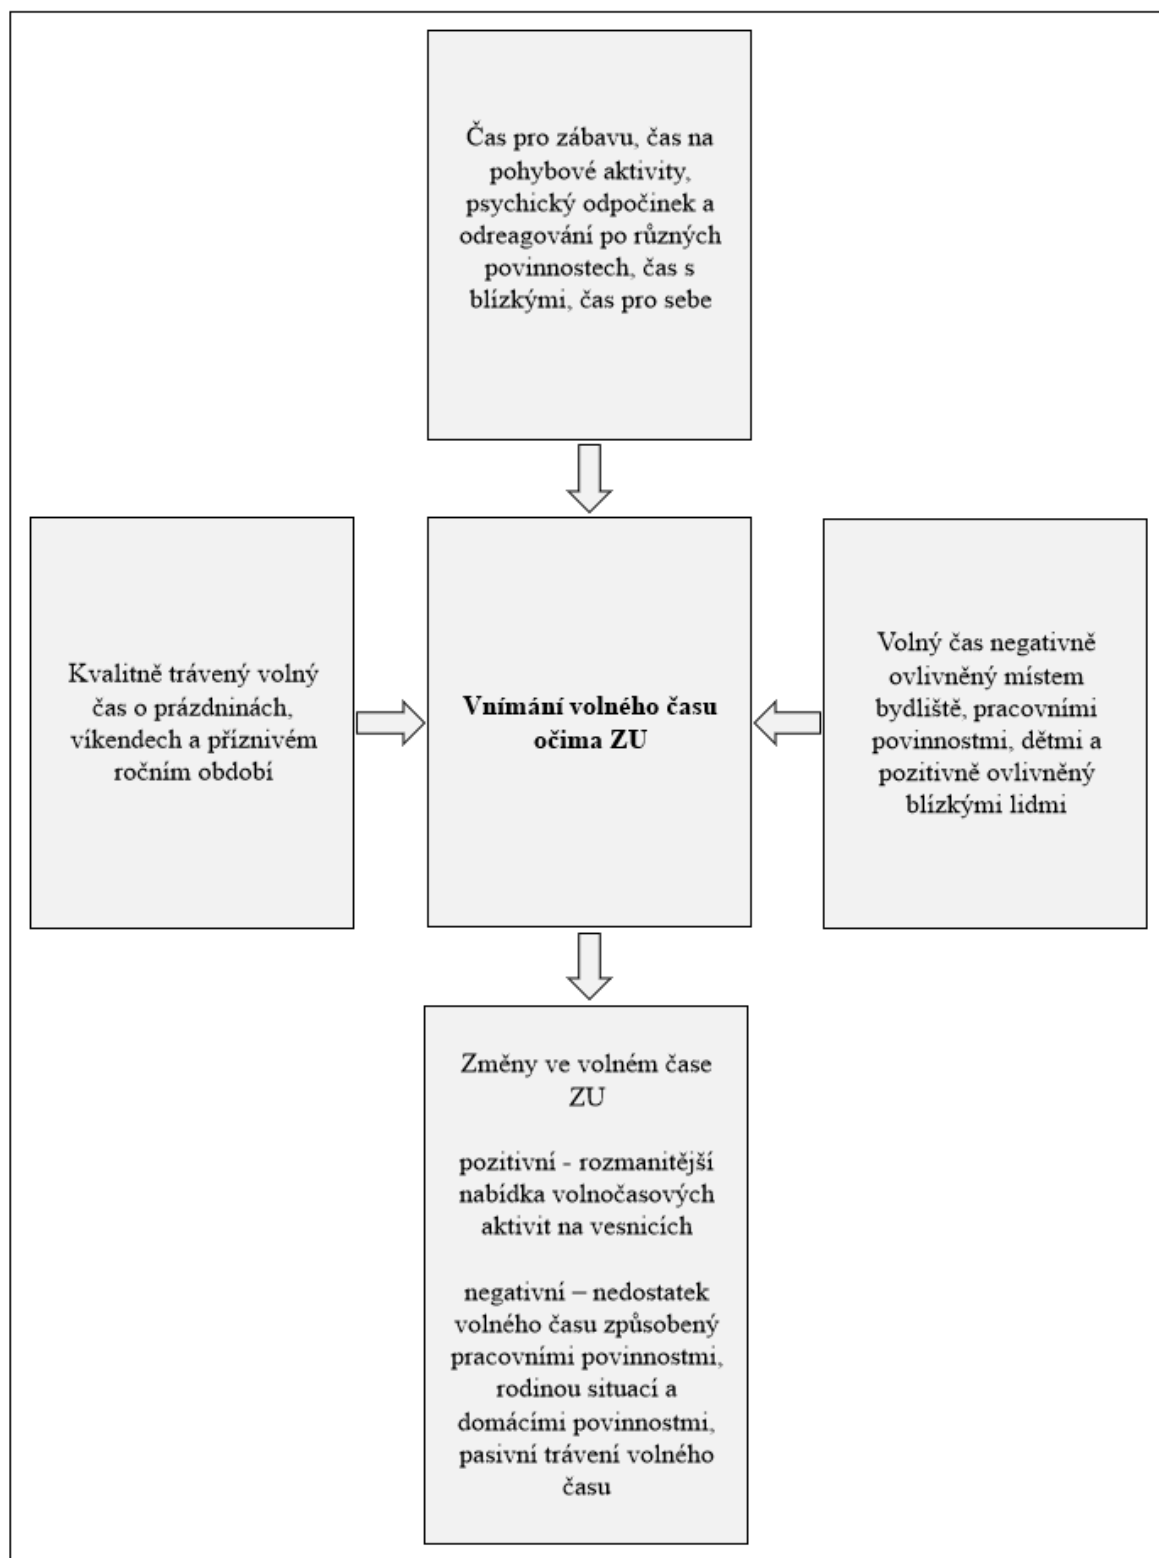 Čas pro zábavu, čas na
pohybové aktivity,
psychický odpočinek a
odreagování po různých
povinnostech, čas s
blízkými, čas pro sebe
Kvalitně trávený volný
čas o prázdninách,
víkendech a příznivém
ročním období
Vnímání volného času
očima ZU
Volný čas negativně
ovlivněný místem
bydliště, pracovními
povinnostmi, dětmi a
pozitivně ovlivněný
blízkými lidmi
Změny ve volném čase
ZU
pozitivní - rozmanitější
nabídka volnočasových
aktivit na vesnicích
negativní – nedostatek
volného času způsobený
pracovními povinnostmi,
rodinou situací a
domácími povinnostmi,
pasivní trávení volného
času